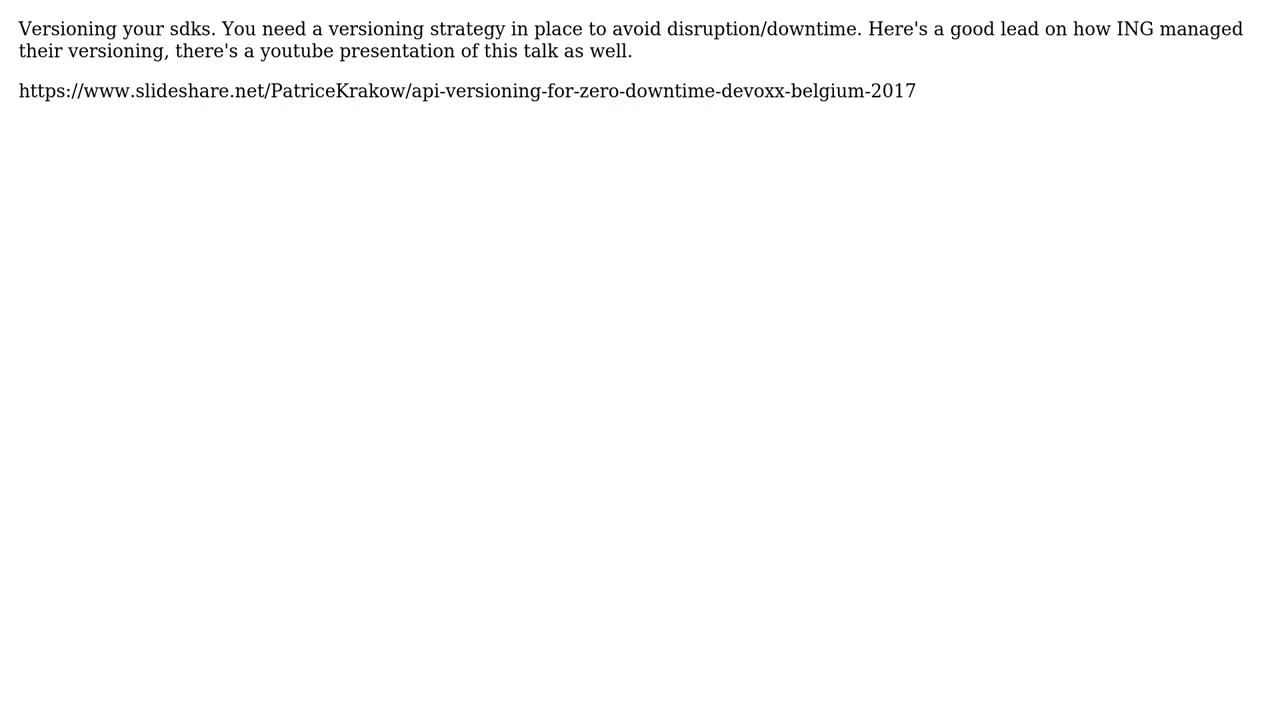 Versioning your sdks. You need a versioning strategy in place to avoid disruption/downtime. Here's a good lead on how ING managed
their versioning, there's a youtube presentation of this talk as well.
https://www.slideshare.net/PatriceKrakow/api-versioning-for-zero-downtime-devoxx-belgium-2017